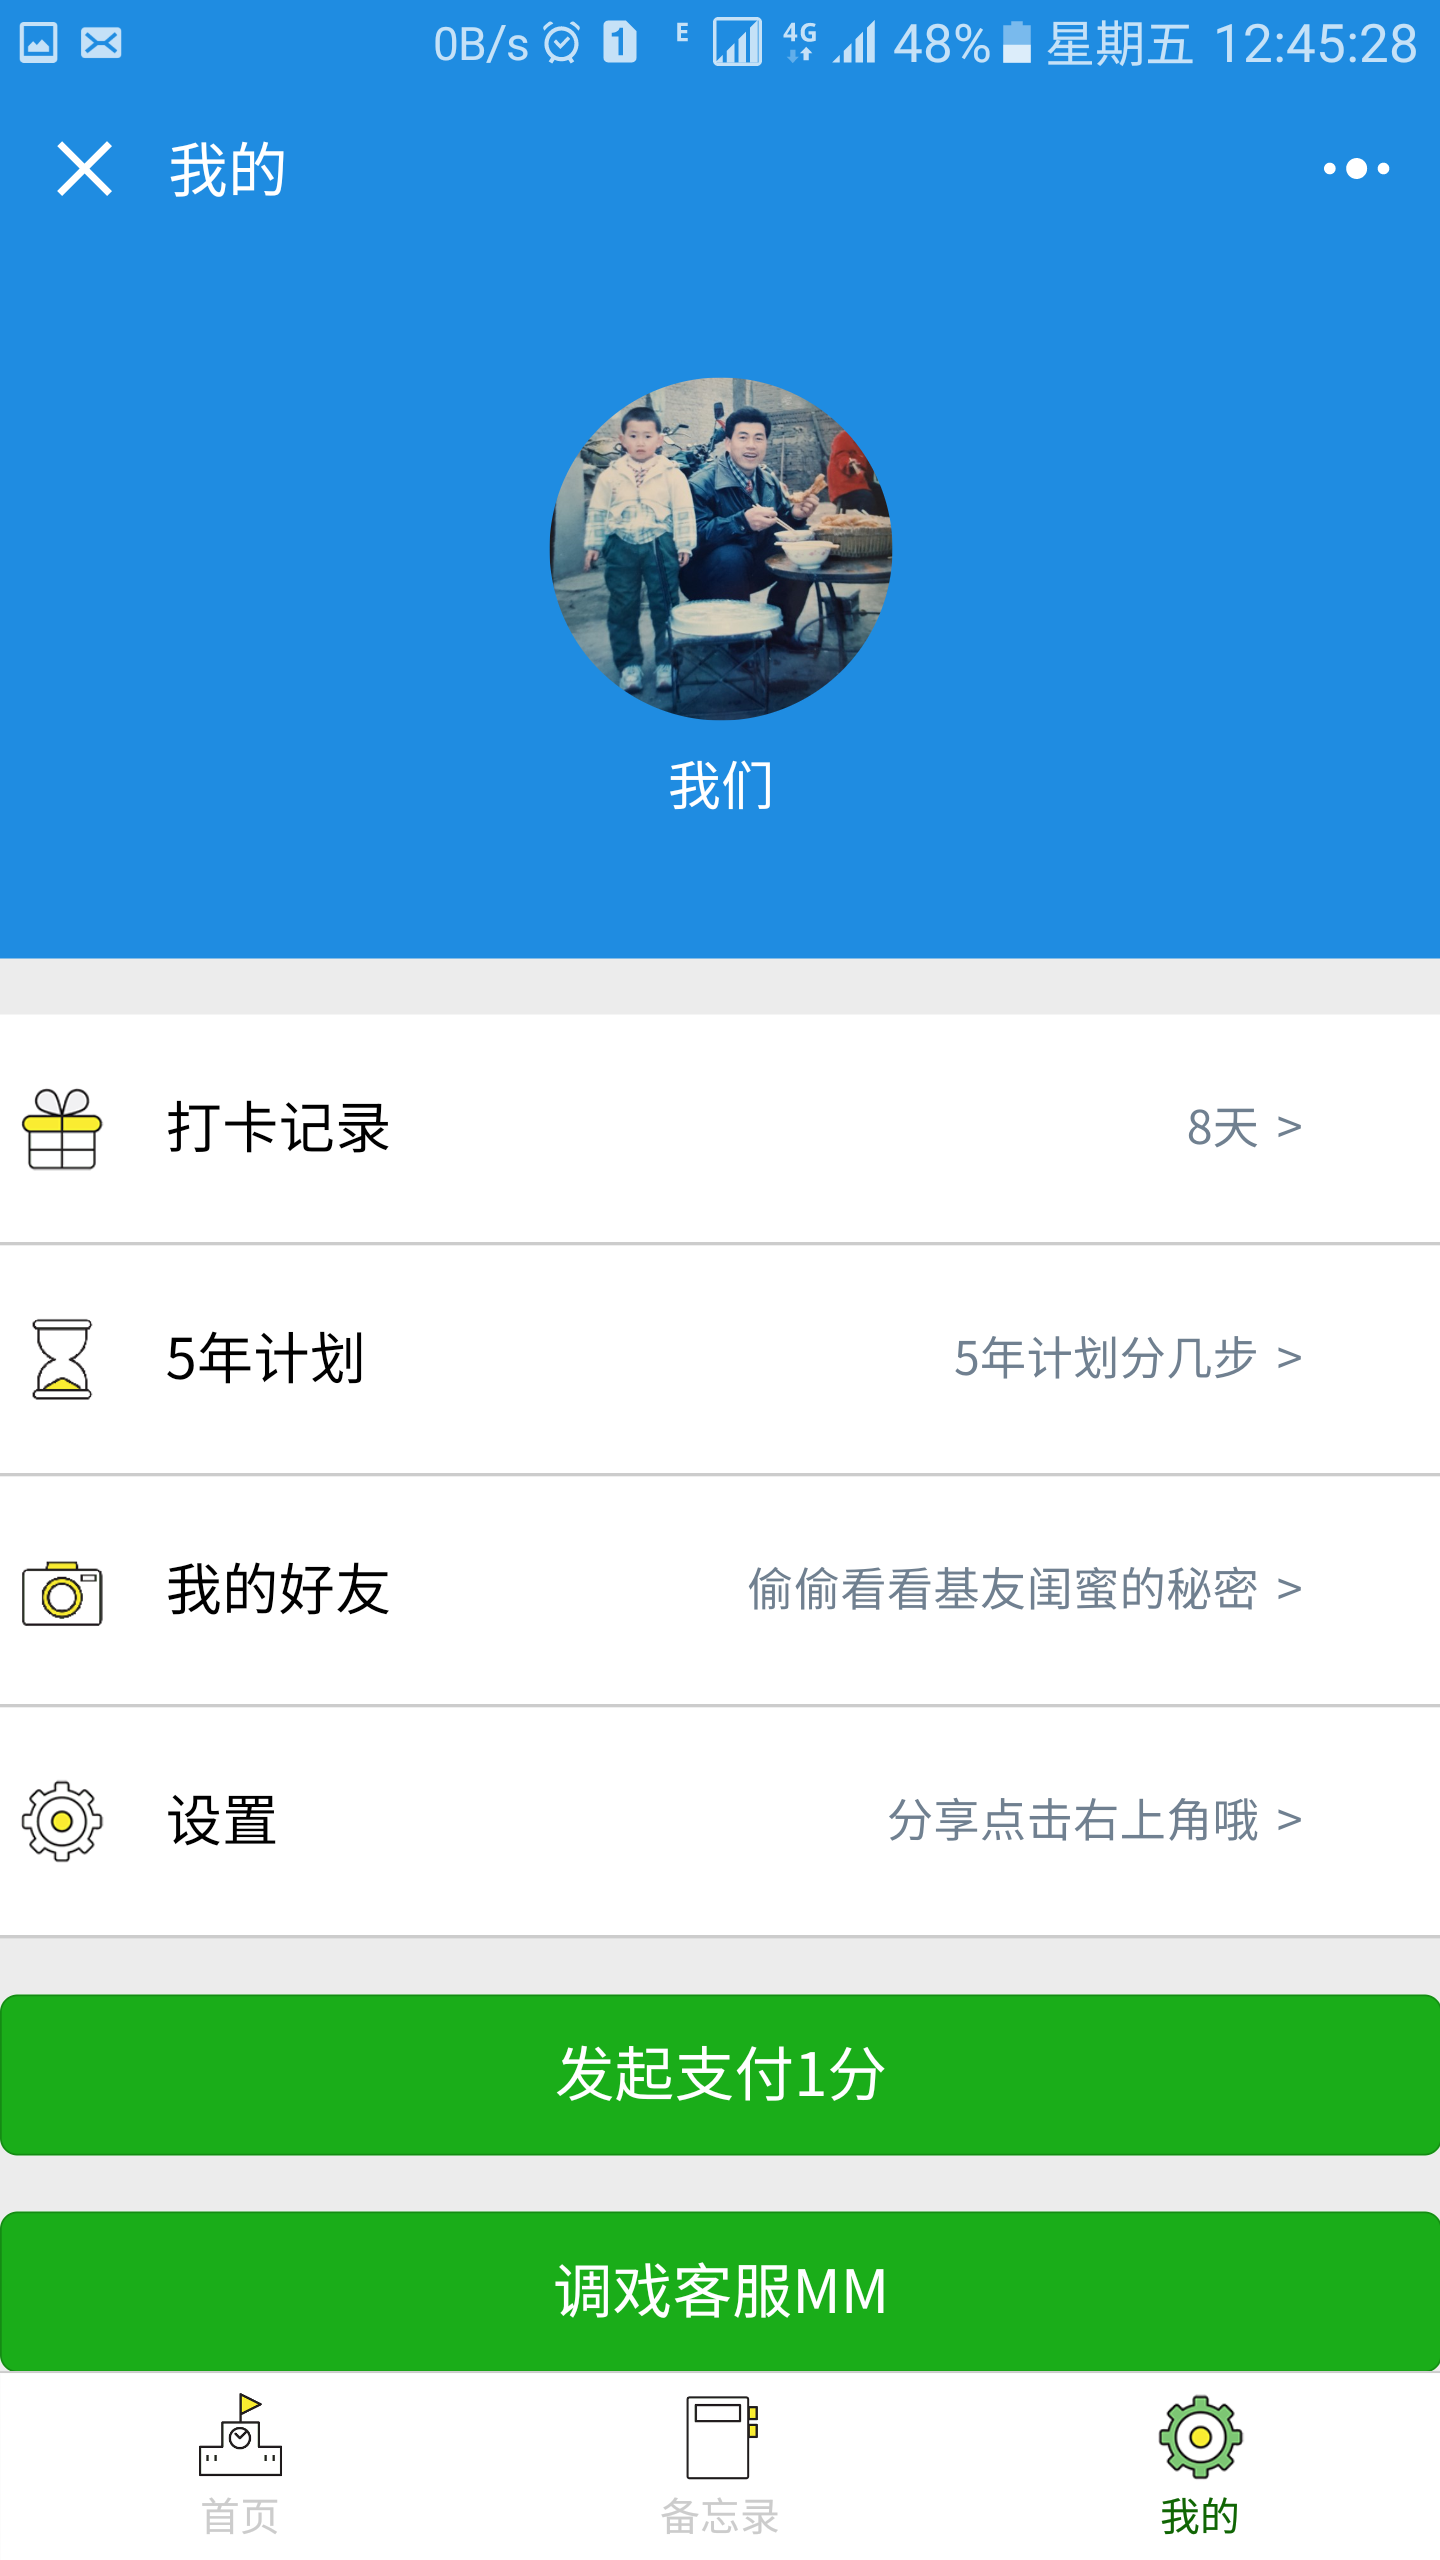 0B/s 1 E 4G 48% 星期五 12:45:28
我的
我们
打卡记录 8天 >
5年计划 5年计划分几步 >
我的好友 偷偷看看基友闺蜜的秘密 >
设置 分享点击右上角哦 >
发起支付1分
调戏客服MM
首页 备忘录 我的